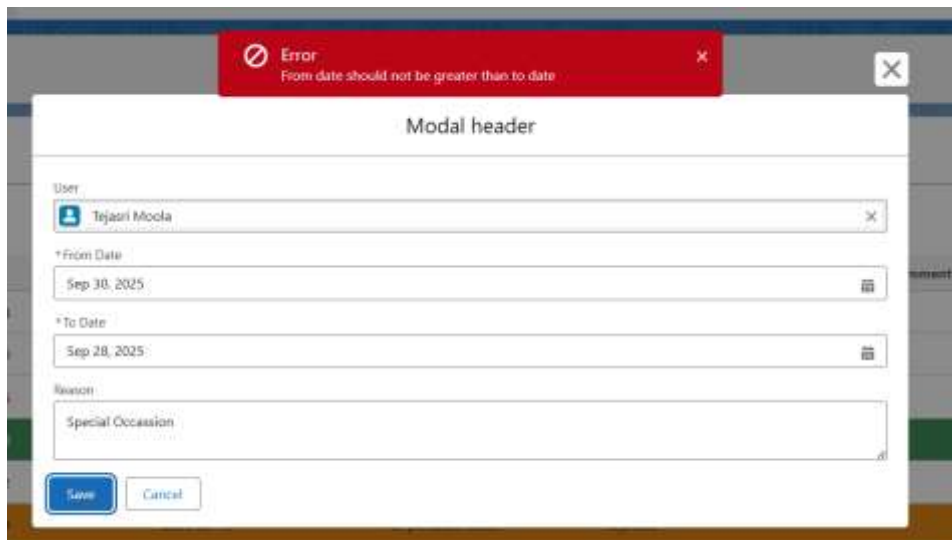 Error
From date should not be greater than to date
Modal header
User
Tejasri Moola
*From Date
Sep 30, 2025
*To Date
Sep 28, 2025
Reason
Special Occassion
Save
Cancel